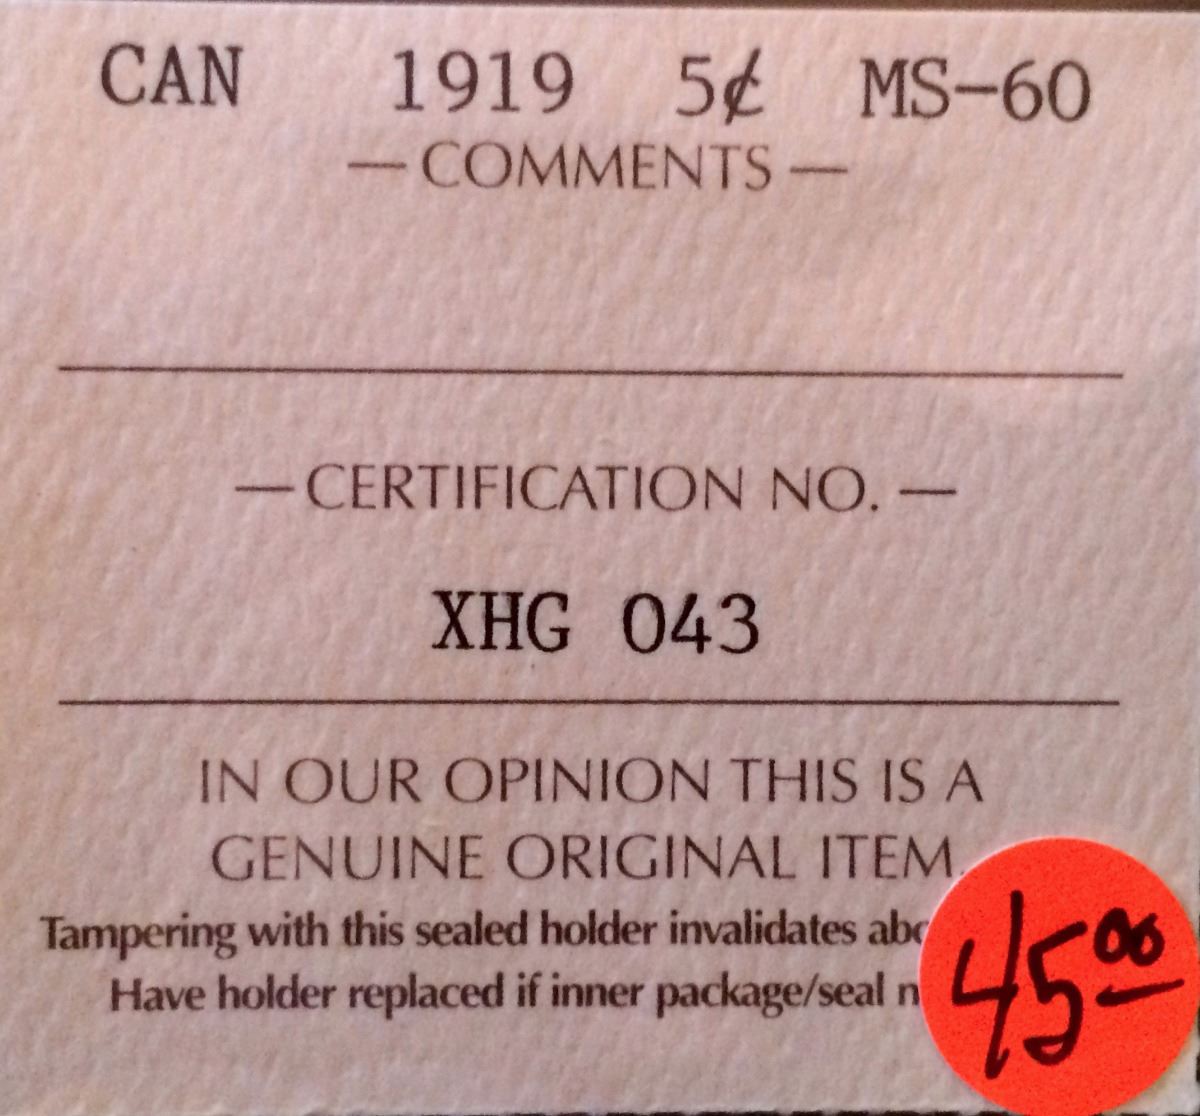 CAN 1919 5¢ MS-60
— COMMENTS —
— CERTIFICATION NO. —
XHG 043
IN OUR OPINION THIS IS A
GENUINE ORIGINAL ITEM.
Tampering with this sealed holder invalidates
Have holder replaced if inner package/seal
45.00